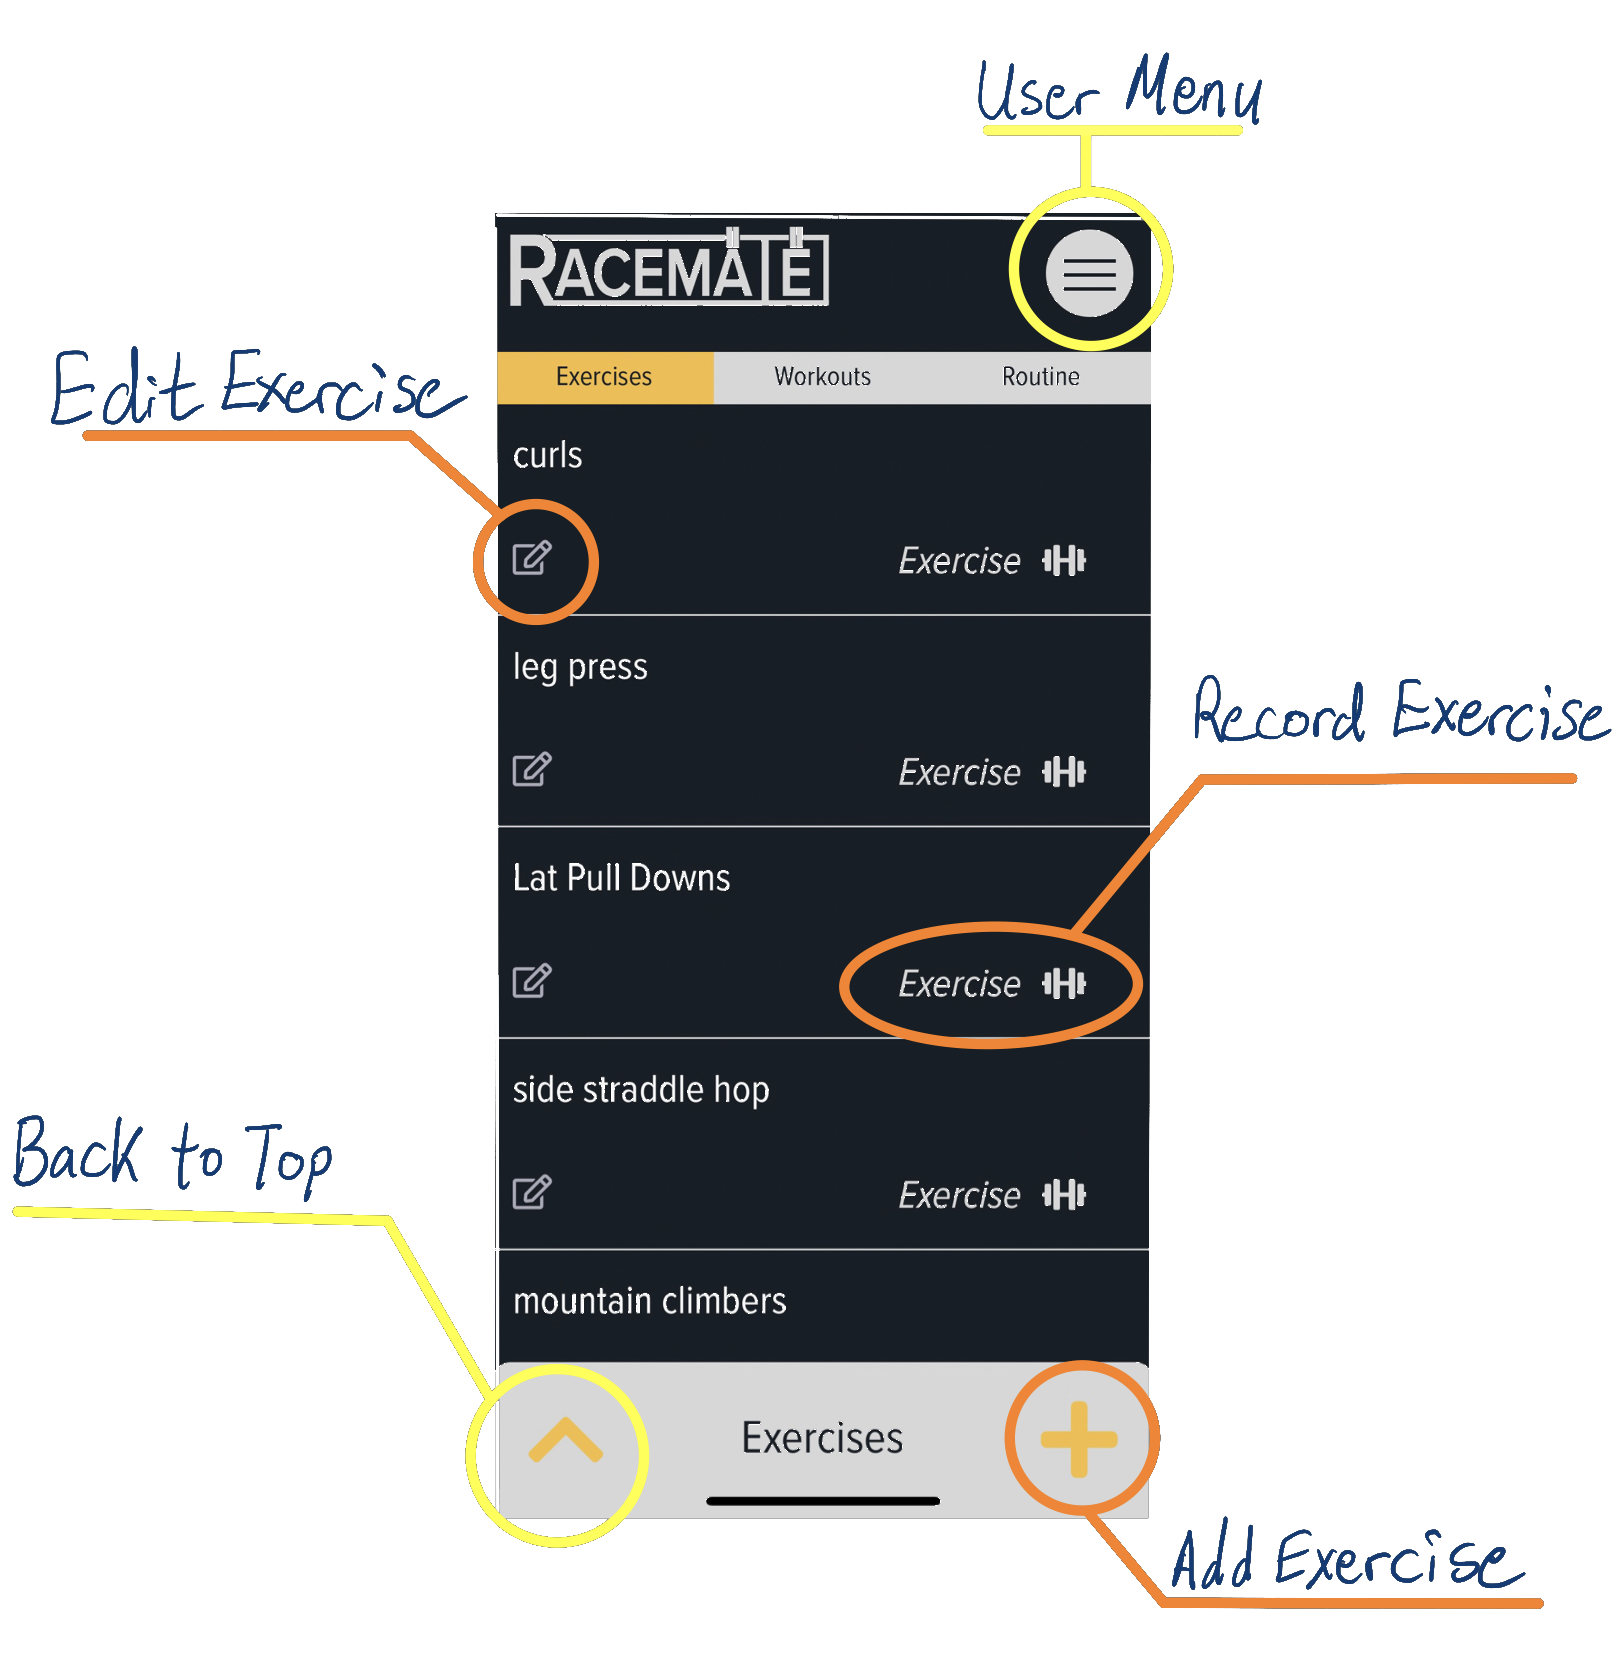 User Menu
RACEMATE
Edit Exercise
Exercises Workouts Routine
curls
Exercise
leg press
Exercise
Record Exercise
Lat Pull Downs
Exercise
side straddle hop
Back to Top
Exercise
mountain climbers
Exercises
Add Exercise